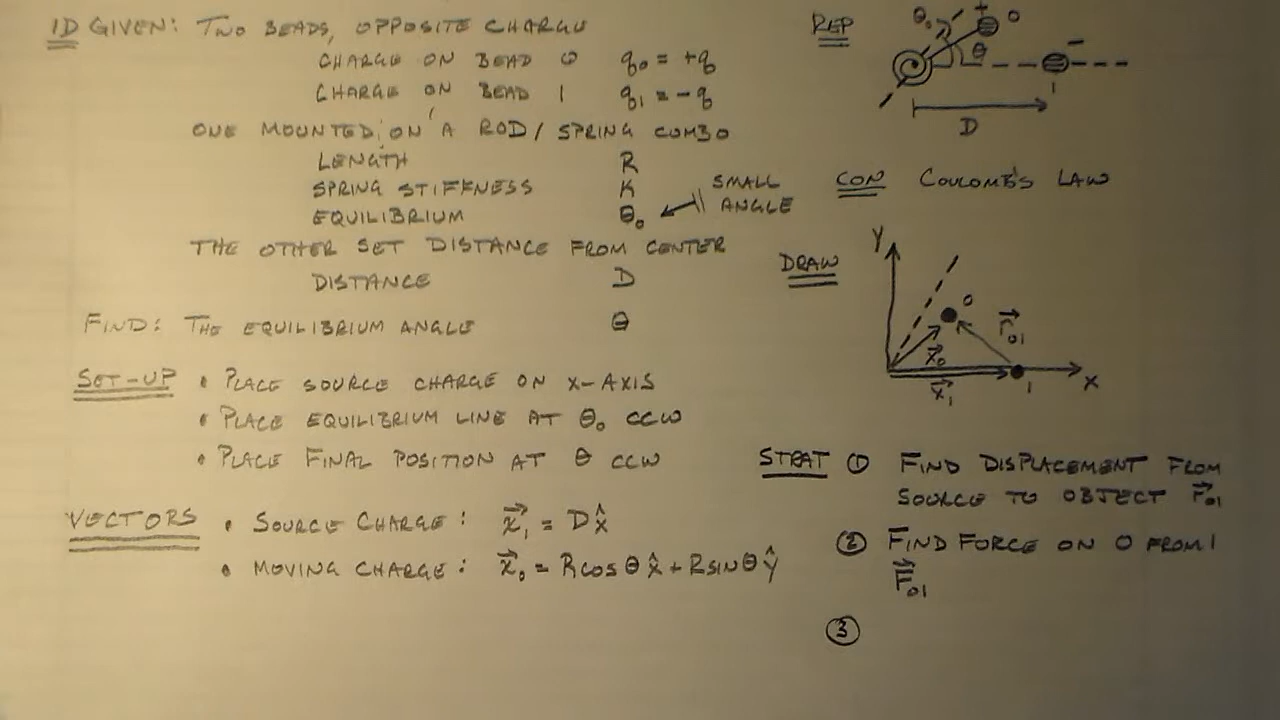 ID GIVEN: TWO BEADS, OPPOSITE CHARGE
CHARGE ON BEAD 0 q₀ = +q
CHARGE ON BEAD 1 q₁ = -q
ONE MOUNTED ON A ROD/SPRING COMBO
LENGTH R
SPRING STIFFNESS K
EQUILIBRIUM θ₀ SMALL ANGLE
THE OTHER SET DISTANCE FROM CENTER
DISTANCE D
FIND: THE EQUILIBRIUM ANGLE θ
SET-UP • PLACE SOURCE CHARGE ON X-AXIS
• PLACE EQUILIBRIUM LINE AT θ₀ CCW
• PLACE FINAL POSITION AT θ CCW
VECTORS • SOURCE CHARGE: x⃗₁ = Dx̂
• MOVING CHARGE: x⃗₀ = Rcosθ x̂ + Rsinθ ŷ
REP
θ₀ + 0
θ −
1
D
CON COULOMB'S LAW
DRAW
Y
0
r⃗₀₁
x⃗₀
x⃗₁ 1 X
STRAT ① FIND DISPLACEMENT FROM
SOURCE TO OBJECT r⃗₀₁
② FIND FORCE ON 0 FROM 1
F⃗₀₁
③